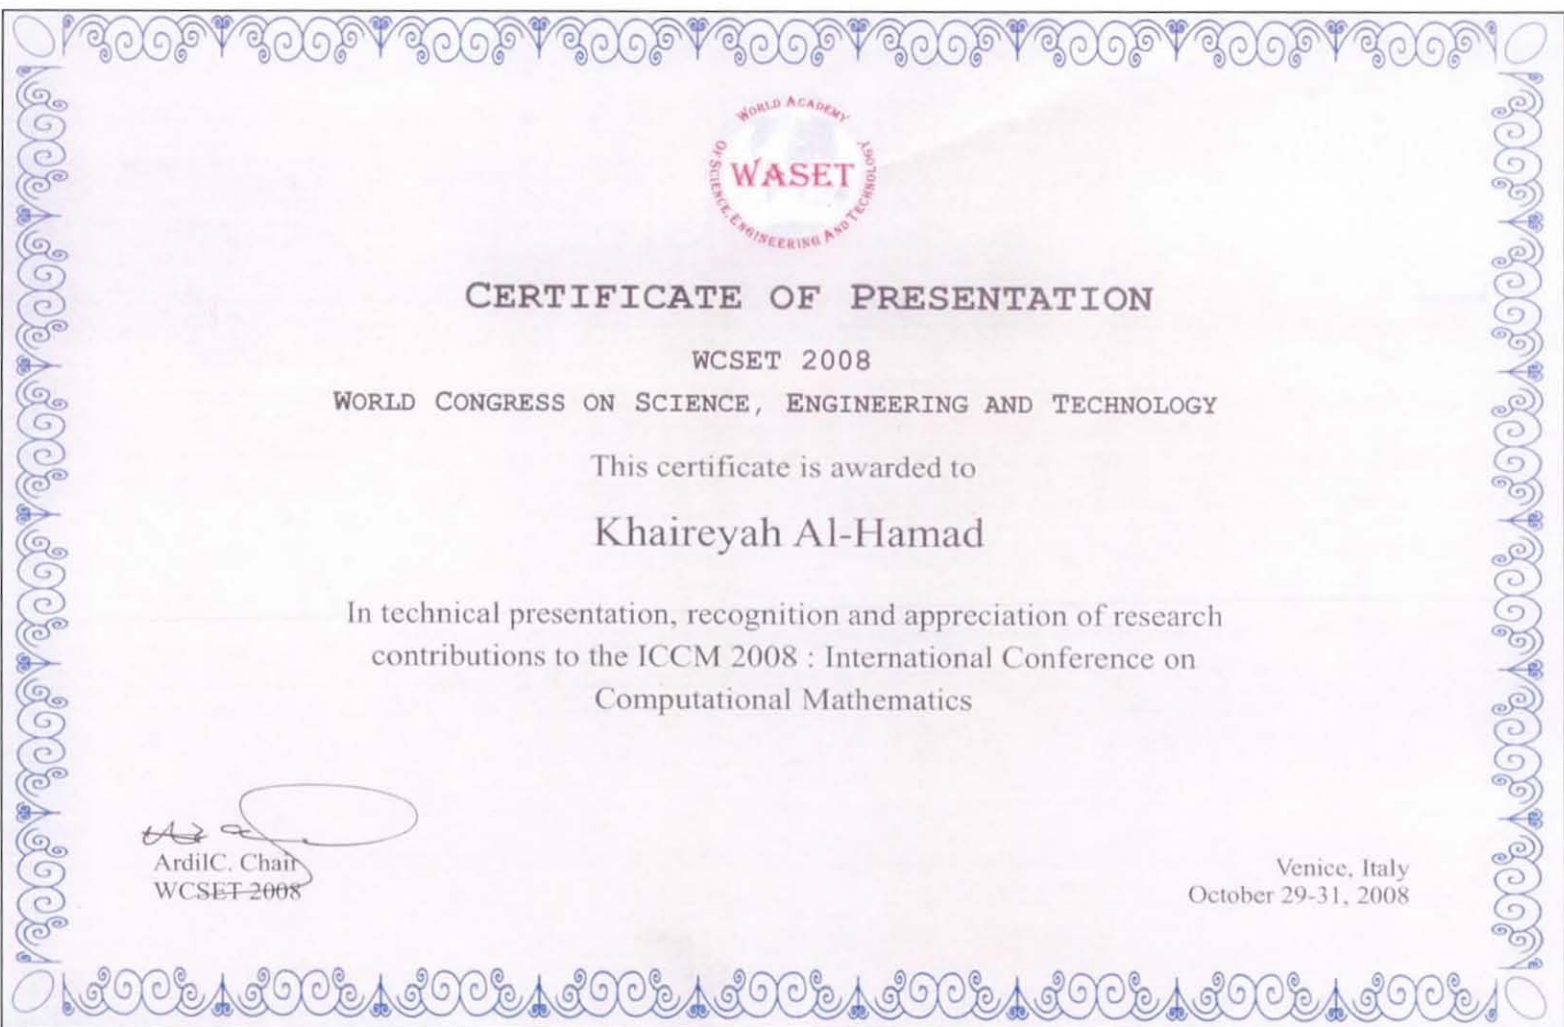 WORLD ACADEMY
OF SCIENCE, ENGINEERING AND TECHNOLOGY
WASET
CERTIFICATE OF PRESENTATION
WCSET 2008
WORLD CONGRESS ON SCIENCE, ENGINEERING AND TECHNOLOGY
This certificate is awarded to
Khaireyah Al-Hamad
In technical presentation, recognition and appreciation of research
contributions to the ICCM 2008 : International Conference on
Computational Mathematics
ArdilC. Chair
WCSET 2008
Venice, Italy
October 29-31, 2008